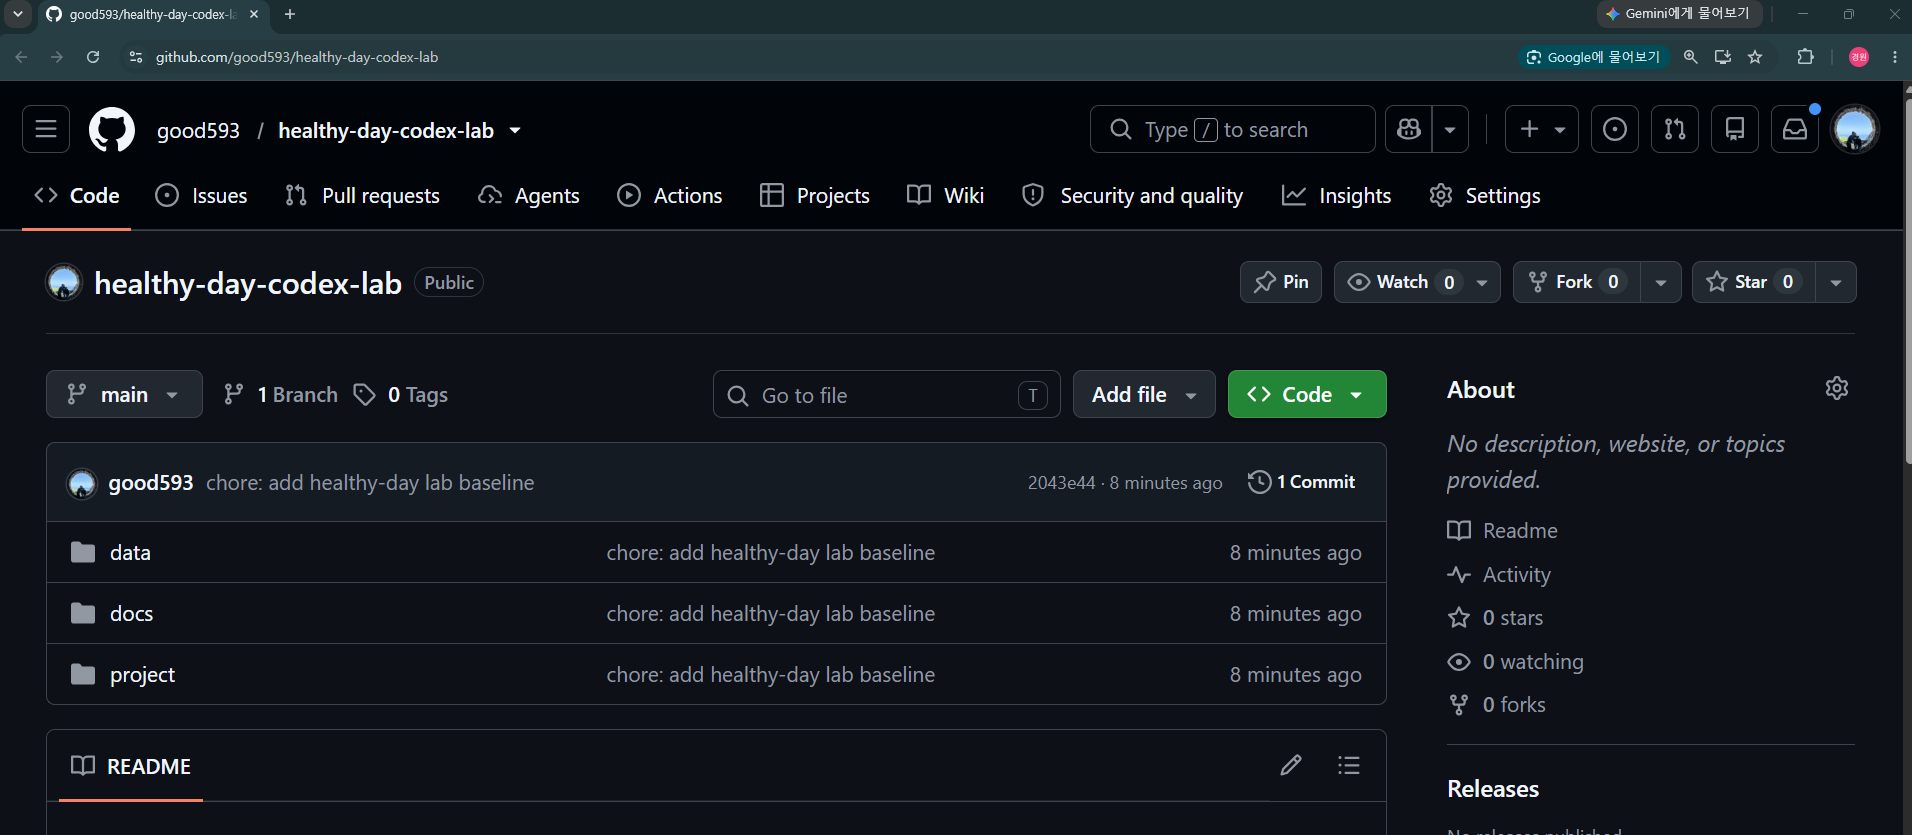 good593/healthy-day-codex-la
Gemini에게 물어보기
github.com/good593/healthy-day-codex-lab
Google에 물어보기
경원
good593 / healthy-day-codex-lab
Type / to search
Code Issues Pull requests Agents Actions Projects Wiki Security and quality Insights Settings
healthy-day-codex-lab Public
Pin Watch 0 Fork 0 Star 0
main 1 Branch 0 Tags Go to file T Add file Code
good593 chore: add healthy-day lab baseline 2043e44 · 8 minutes ago 1 Commit
data chore: add healthy-day lab baseline 8 minutes ago
docs chore: add healthy-day lab baseline 8 minutes ago
project chore: add healthy-day lab baseline 8 minutes ago
README
About
No description, website, or topics
provided.
Readme
Activity
0 stars
0 watching
0 forks
Releases
No releases published